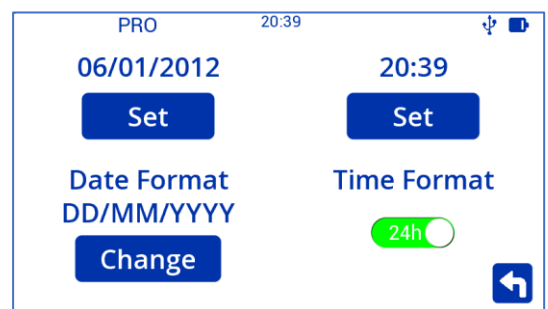 PRO 20:39
06/01/2012 20:39
Set Set
Date Format Time Format
DD/MM/YYYY
24h
Change